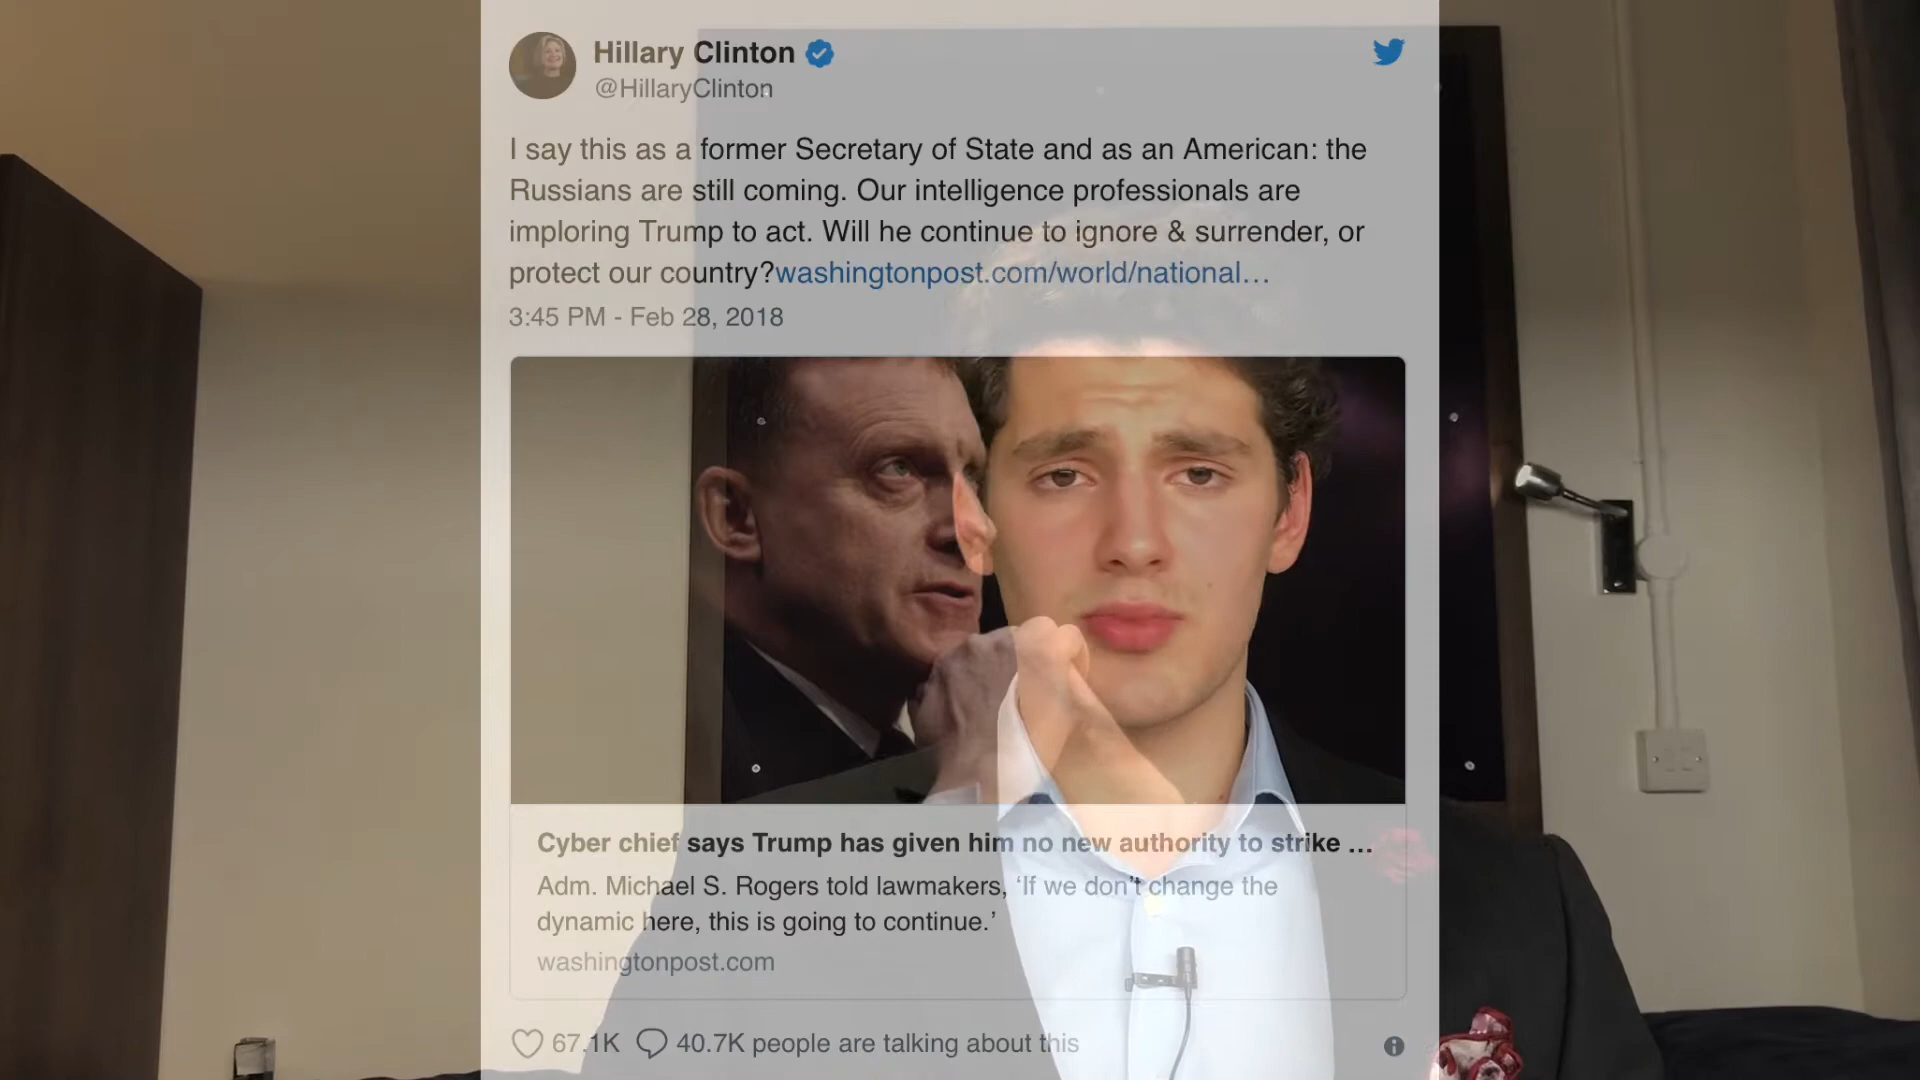 Hillary Clinton
@HillaryClinton
I say this as a former Secretary of State and as an American: the
Russians are still coming. Our intelligence professionals are
imploring Trump to act. Will he continue to ignore & surrender, or
protect our country?washingtonpost.com/world/national…
3:45 PM - Feb 28, 2018
Cyber chief says Trump has given him no new authority to strike ...
Adm. Michael S. Rogers told lawmakers, ‘If we don’t change the
dynamic here, this is going to continue.’
washingtonpost.com
67.1K 40.7K people are talking about this